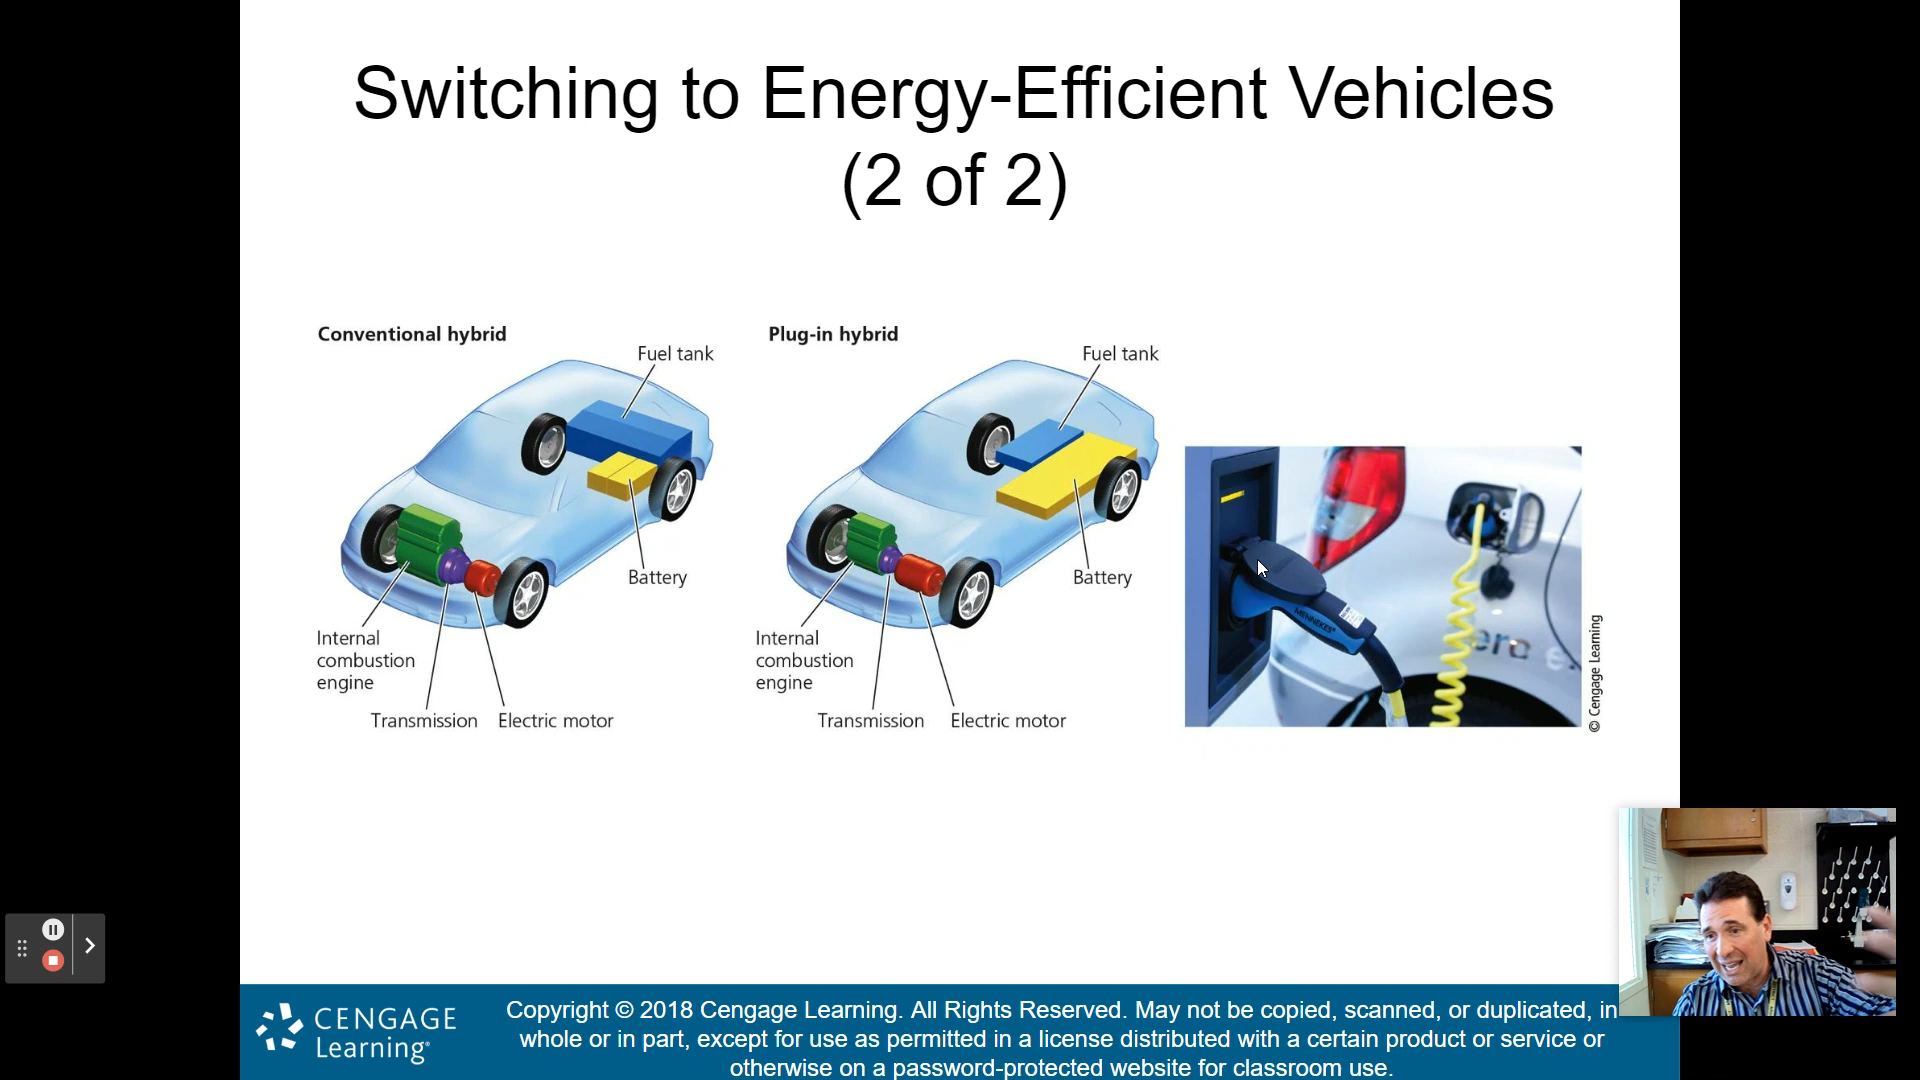 Switching to Energy-Efficient Vehicles
(2 of 2)
Conventional hybrid
Fuel tank
Battery
Internal
combustion
engine
Transmission
Electric motor
Plug-in hybrid
Fuel tank
Battery
Internal
combustion
engine
Transmission
Electric motor
MENNEKES
© Cengage Learning
CENGAGE
Learning
Copyright © 2018 Cengage Learning. All Rights Reserved. May not be copied, scanned, or duplicated, in
whole or in part, except for use as permitted in a license distributed with a certain product or service or
otherwise on a password-protected website for classroom use.